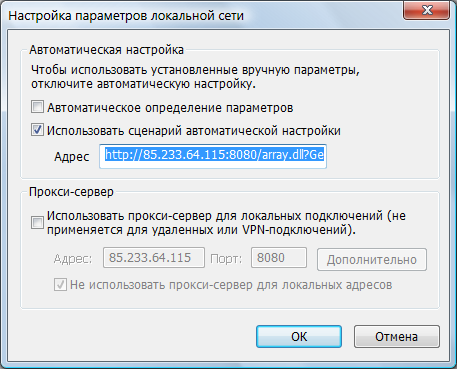 Настройка параметров локальной сети
Автоматическая настройка
Чтобы использовать установленные вручную параметры,
отключите автоматическую настройку.
Автоматическое определение параметров
Использовать сценарий автоматической настройки
Адрес http://85.233.64.115:8080/array.dll?Ge
Прокси-сервер
Использовать прокси-сервер для локальных подключений (не
применяется для удаленных или VPN-подключений).
Адрес: 85.233.64.115 Порт: 8080 Дополнительно
Не использовать прокси-сервер для локальных адресов
ОК Отмена